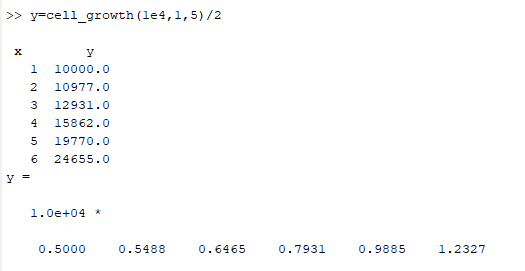 >> y=cell_growth(1e4,1,5)/2
x y
1 10000.0
2 10977.0
3 12931.0
4 15862.0
5 19770.0
6 24655.0
y =
1.0e+04 *
0.5000 0.5488 0.6465 0.7931 0.9885 1.2327